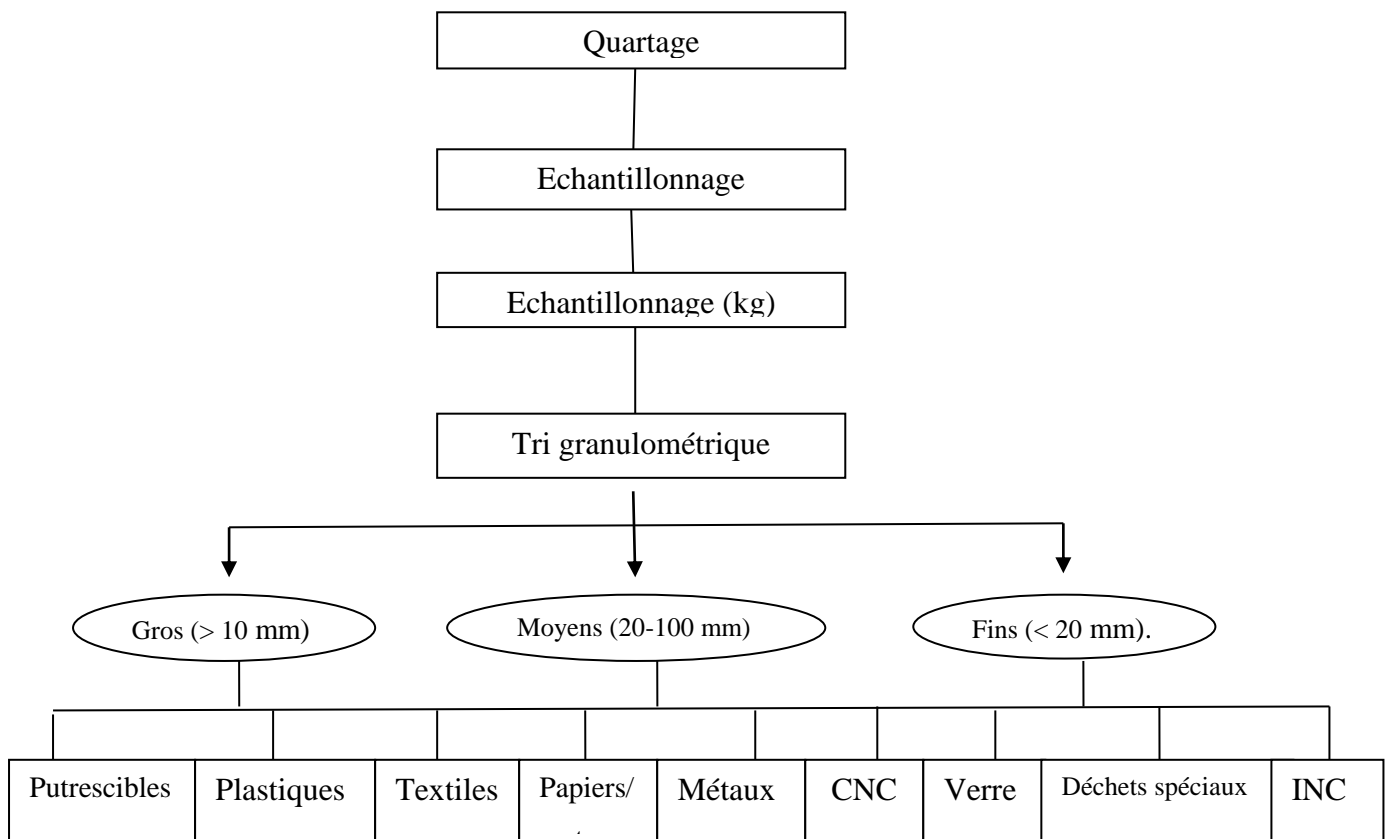 Quartage
Echantillonnage
Echantillonnage (kg)
Tri granulométrique
Gros (> 10 mm)
Moyens (20-100 mm)
Fins (< 20 mm).
Putrescibles
Plastiques
Textiles
Papiers/
Métaux
CNC
Verre
Déchets spéciaux
INC